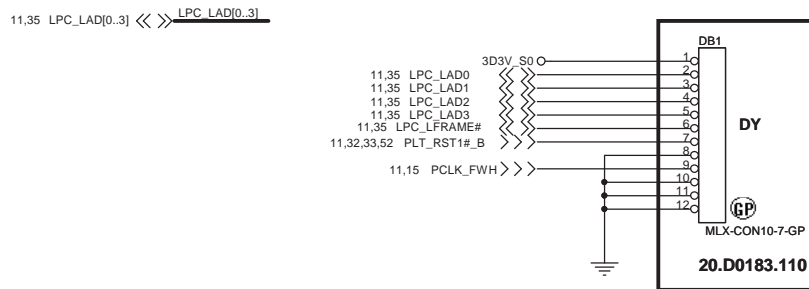 11,35 LPC_LAD[0..3] LPC_LAD[0..3]
DB1
3D3V_S0 1
11,35 LPC_LAD0 2
11,35 LPC_LAD1 3
11,35 LPC_LAD2 4
11,35 LPC_LAD3 5
11,35 LPC_LFRAME# 6
DY
11,32,33,52 PLT_RST1#_B 7
8
11,15 PCLK_FWH 9
10
11
12
GP
MLX-CON10-7-GP
20.D0183.110